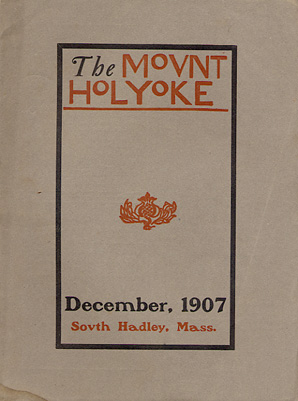 The MOVNT
HOLYOKE
December, 1907
Sovth Hadley, Mass.